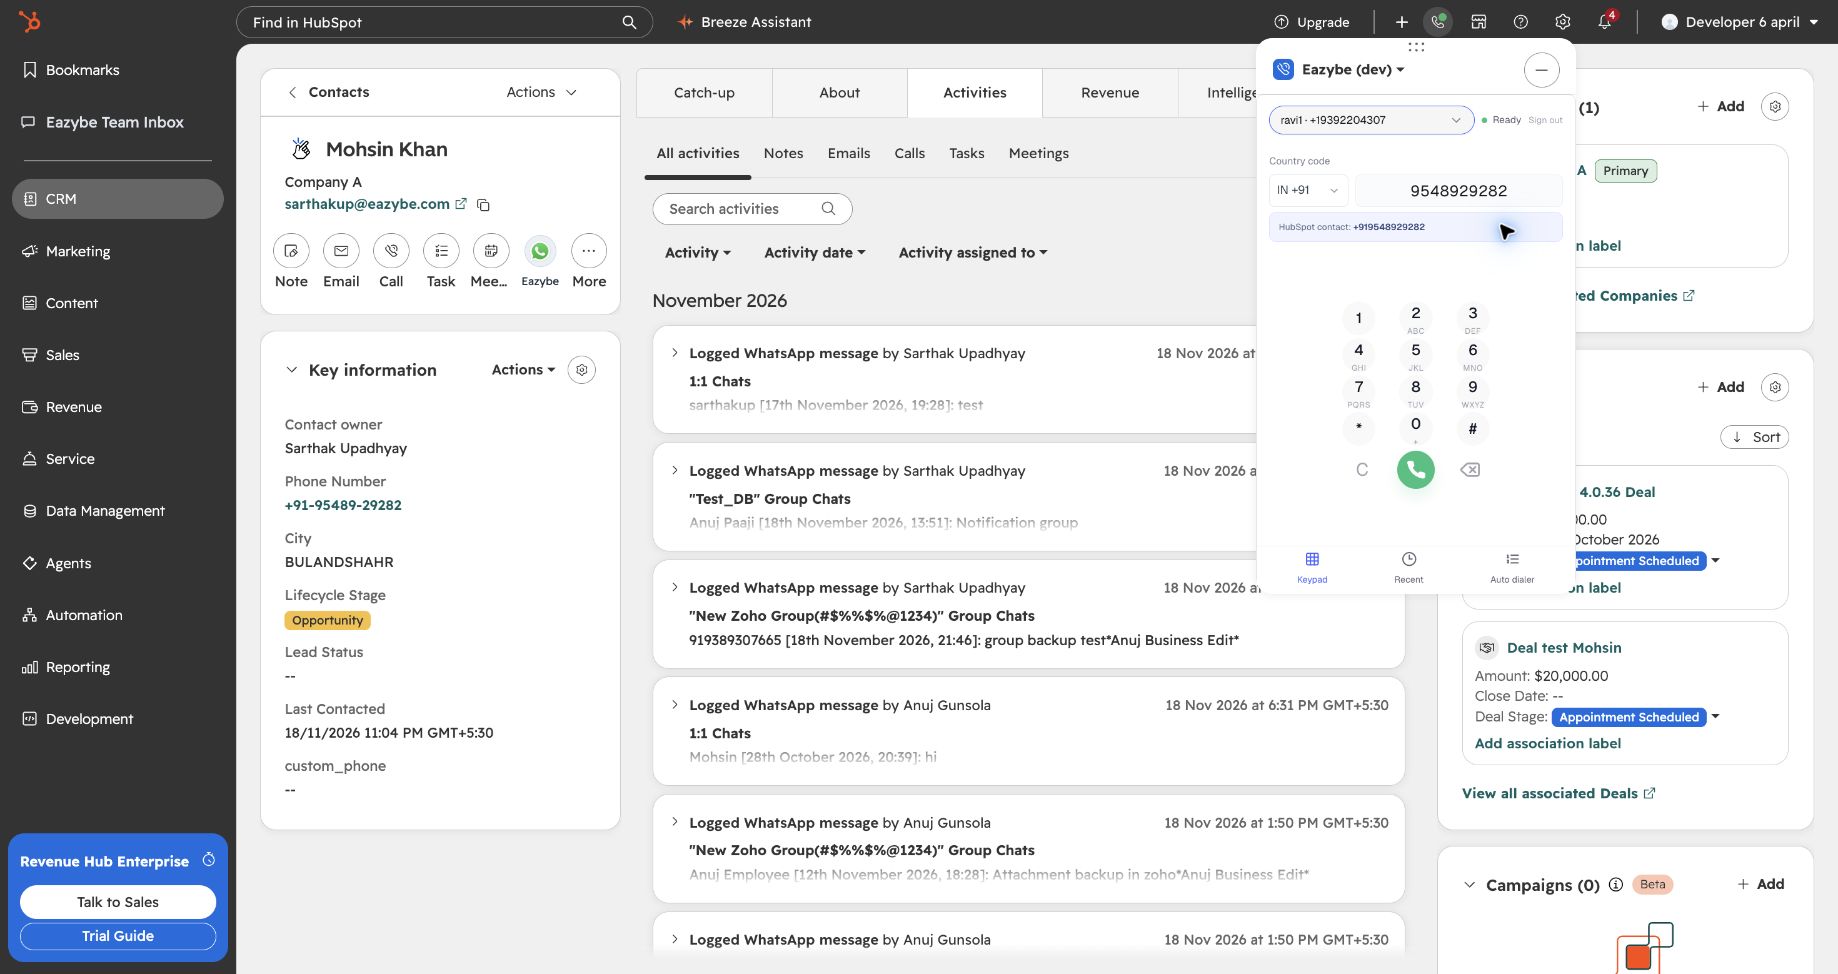 Find in HubSpot
Breeze Assistant
Upgrade
4
Developer 6 april
Bookmarks
Eazybe Team Inbox
CRM
Marketing
Content
Sales
Revenue
Service
Data Management
Agents
Automation
Reporting
Development
Revenue Hub Enterprise
Talk to Sales
Trial Guide
Contacts
Actions
Mohsin Khan
Company A
sarthakup@eazybe.com
Note
Email
Call
Task
Mee...
Eazybe
More
Key information
Actions
Contact owner
Sarthak Upadhyay
Phone Number
+91-95489-29282
City
BULANDSHAHR
Lifecycle Stage
Opportunity
Lead Status
--
Last Contacted
18/11/2026 11:04 PM GMT+5:30
custom_phone
--
Catch-up
About
Activities
Revenue
Intellige
All activities
Notes
Emails
Calls
Tasks
Meetings
Search activities
Activity
Activity date
Activity assigned to
November 2026
Logged WhatsApp message by Sarthak Upadhyay
18 Nov 2026 at
1:1 Chats
sarthakup [17th November 2026, 19:28]: test
Logged WhatsApp message by Sarthak Upadhyay
18 Nov 2026 a
"Test_DB" Group Chats
Anuj Paaji [18th November 2026, 13:51]: Notification group
Logged WhatsApp message by Sarthak Upadhyay
18 Nov 2026 a
"New Zoho Group(#$%%$%@1234)" Group Chats
919389307665 [18th November 2026, 21:46]: group backup test*Anuj Business Edit*
Logged WhatsApp message by Anuj Gunsola
18 Nov 2026 at 6:31 PM GMT+5:30
1:1 Chats
Mohsin [28th October 2026, 20:39]: hi
Logged WhatsApp message by Anuj Gunsola
18 Nov 2026 at 1:50 PM GMT+5:30
"New Zoho Group(#$%%$%@1234)" Group Chats
Anuj Employee [12th November 2026, 18:28]: Attachment backup in zoho*Anuj Business Edit*
Logged WhatsApp message by Anuj Gunsola
18 Nov 2026 at 1:50 PM GMT+5:30
Eazybe (dev)
ravi1 · +19392204307
Ready
Sign out
Country code
IN +91
9548929282
HubSpot contact: +919548929282
1
2
ABC
3
DEF
4
GHI
5
JKL
6
MNO
7
PQRS
8
TUV
9
WXYZ
*
0
+
#
C
Keypad
Recent
Auto dialer
(1)
+ Add
A
Primary
n label
ted Companies
+ Add
Sort
4.0.36 Deal
00.00
October 2026
pointment Scheduled
n label
Deal test Mohsin
Amount: $20,000.00
Close Date: --
Deal Stage: Appointment Scheduled
Add association label
View all associated Deals
Campaigns (0)
Beta
+ Add